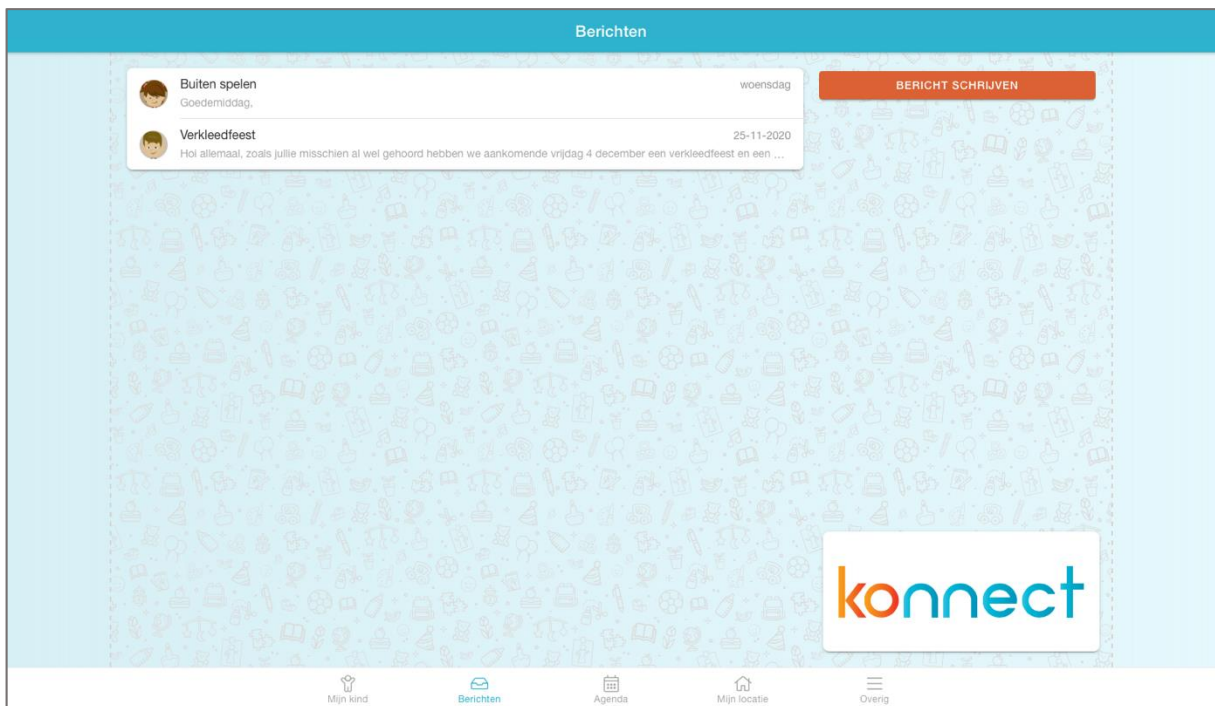 Berichten
Buiten spelen
woensdag
Goedemiddag,
Verkleedfeest
25-11-2020
Hoi allemaal, zoals jullie misschien al wel gehoord hebben we aankomende vrijdag 4 december een verkleedfeest en een ...
BERICHT SCHRIJVEN
konnect
Mijn kind
Berichten
Agenda
Mijn locatie
Overig